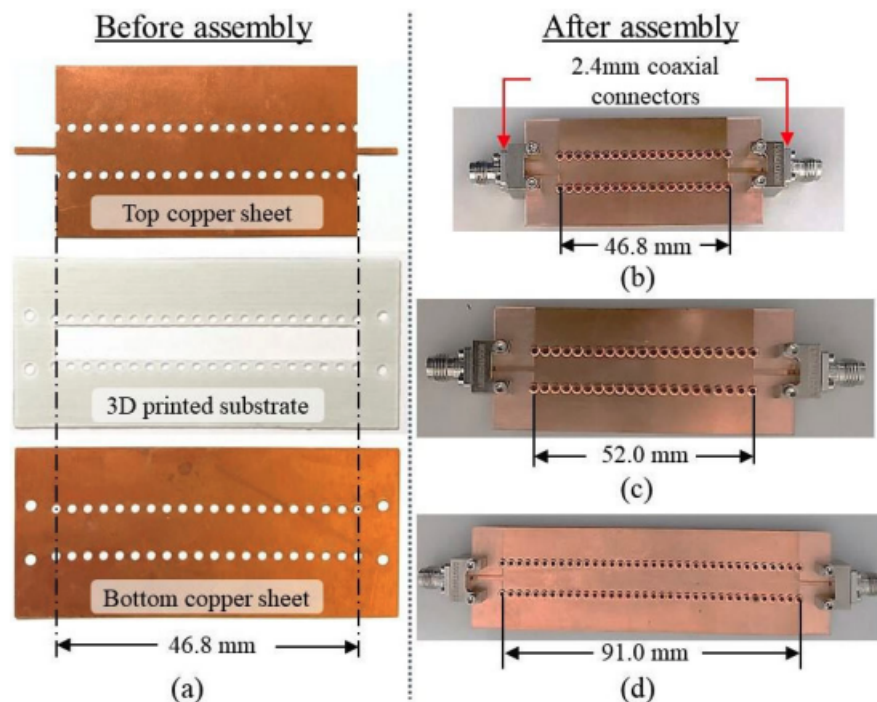 Before assembly
Top copper sheet
3D printed substrate
Bottom copper sheet
46.8 mm
(a)
After assembly
2.4mm coaxial
connectors
46.8 mm
(b)
52.0 mm
(c)
91.0 mm
(d)